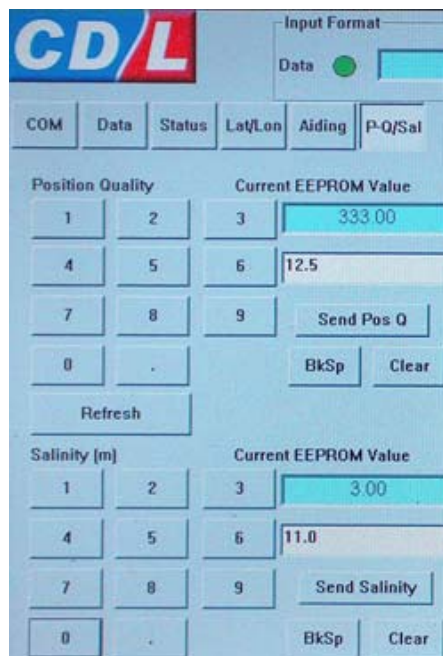 CD/L
Input Format
Data
COM Data Status Lat/Lon Aiding P-Q/Sal
Position Quality Current EEPROM Value
1 2 3 333.00
4 5 6 12.5
7 8 9 Send Pos Q
0 . BkSp Clear
Refresh
Salinity [m] Current EEPROM Value
1 2 3 3.00
4 5 6 11.0
7 8 9 Send Salinity
0 . BkSp Clear